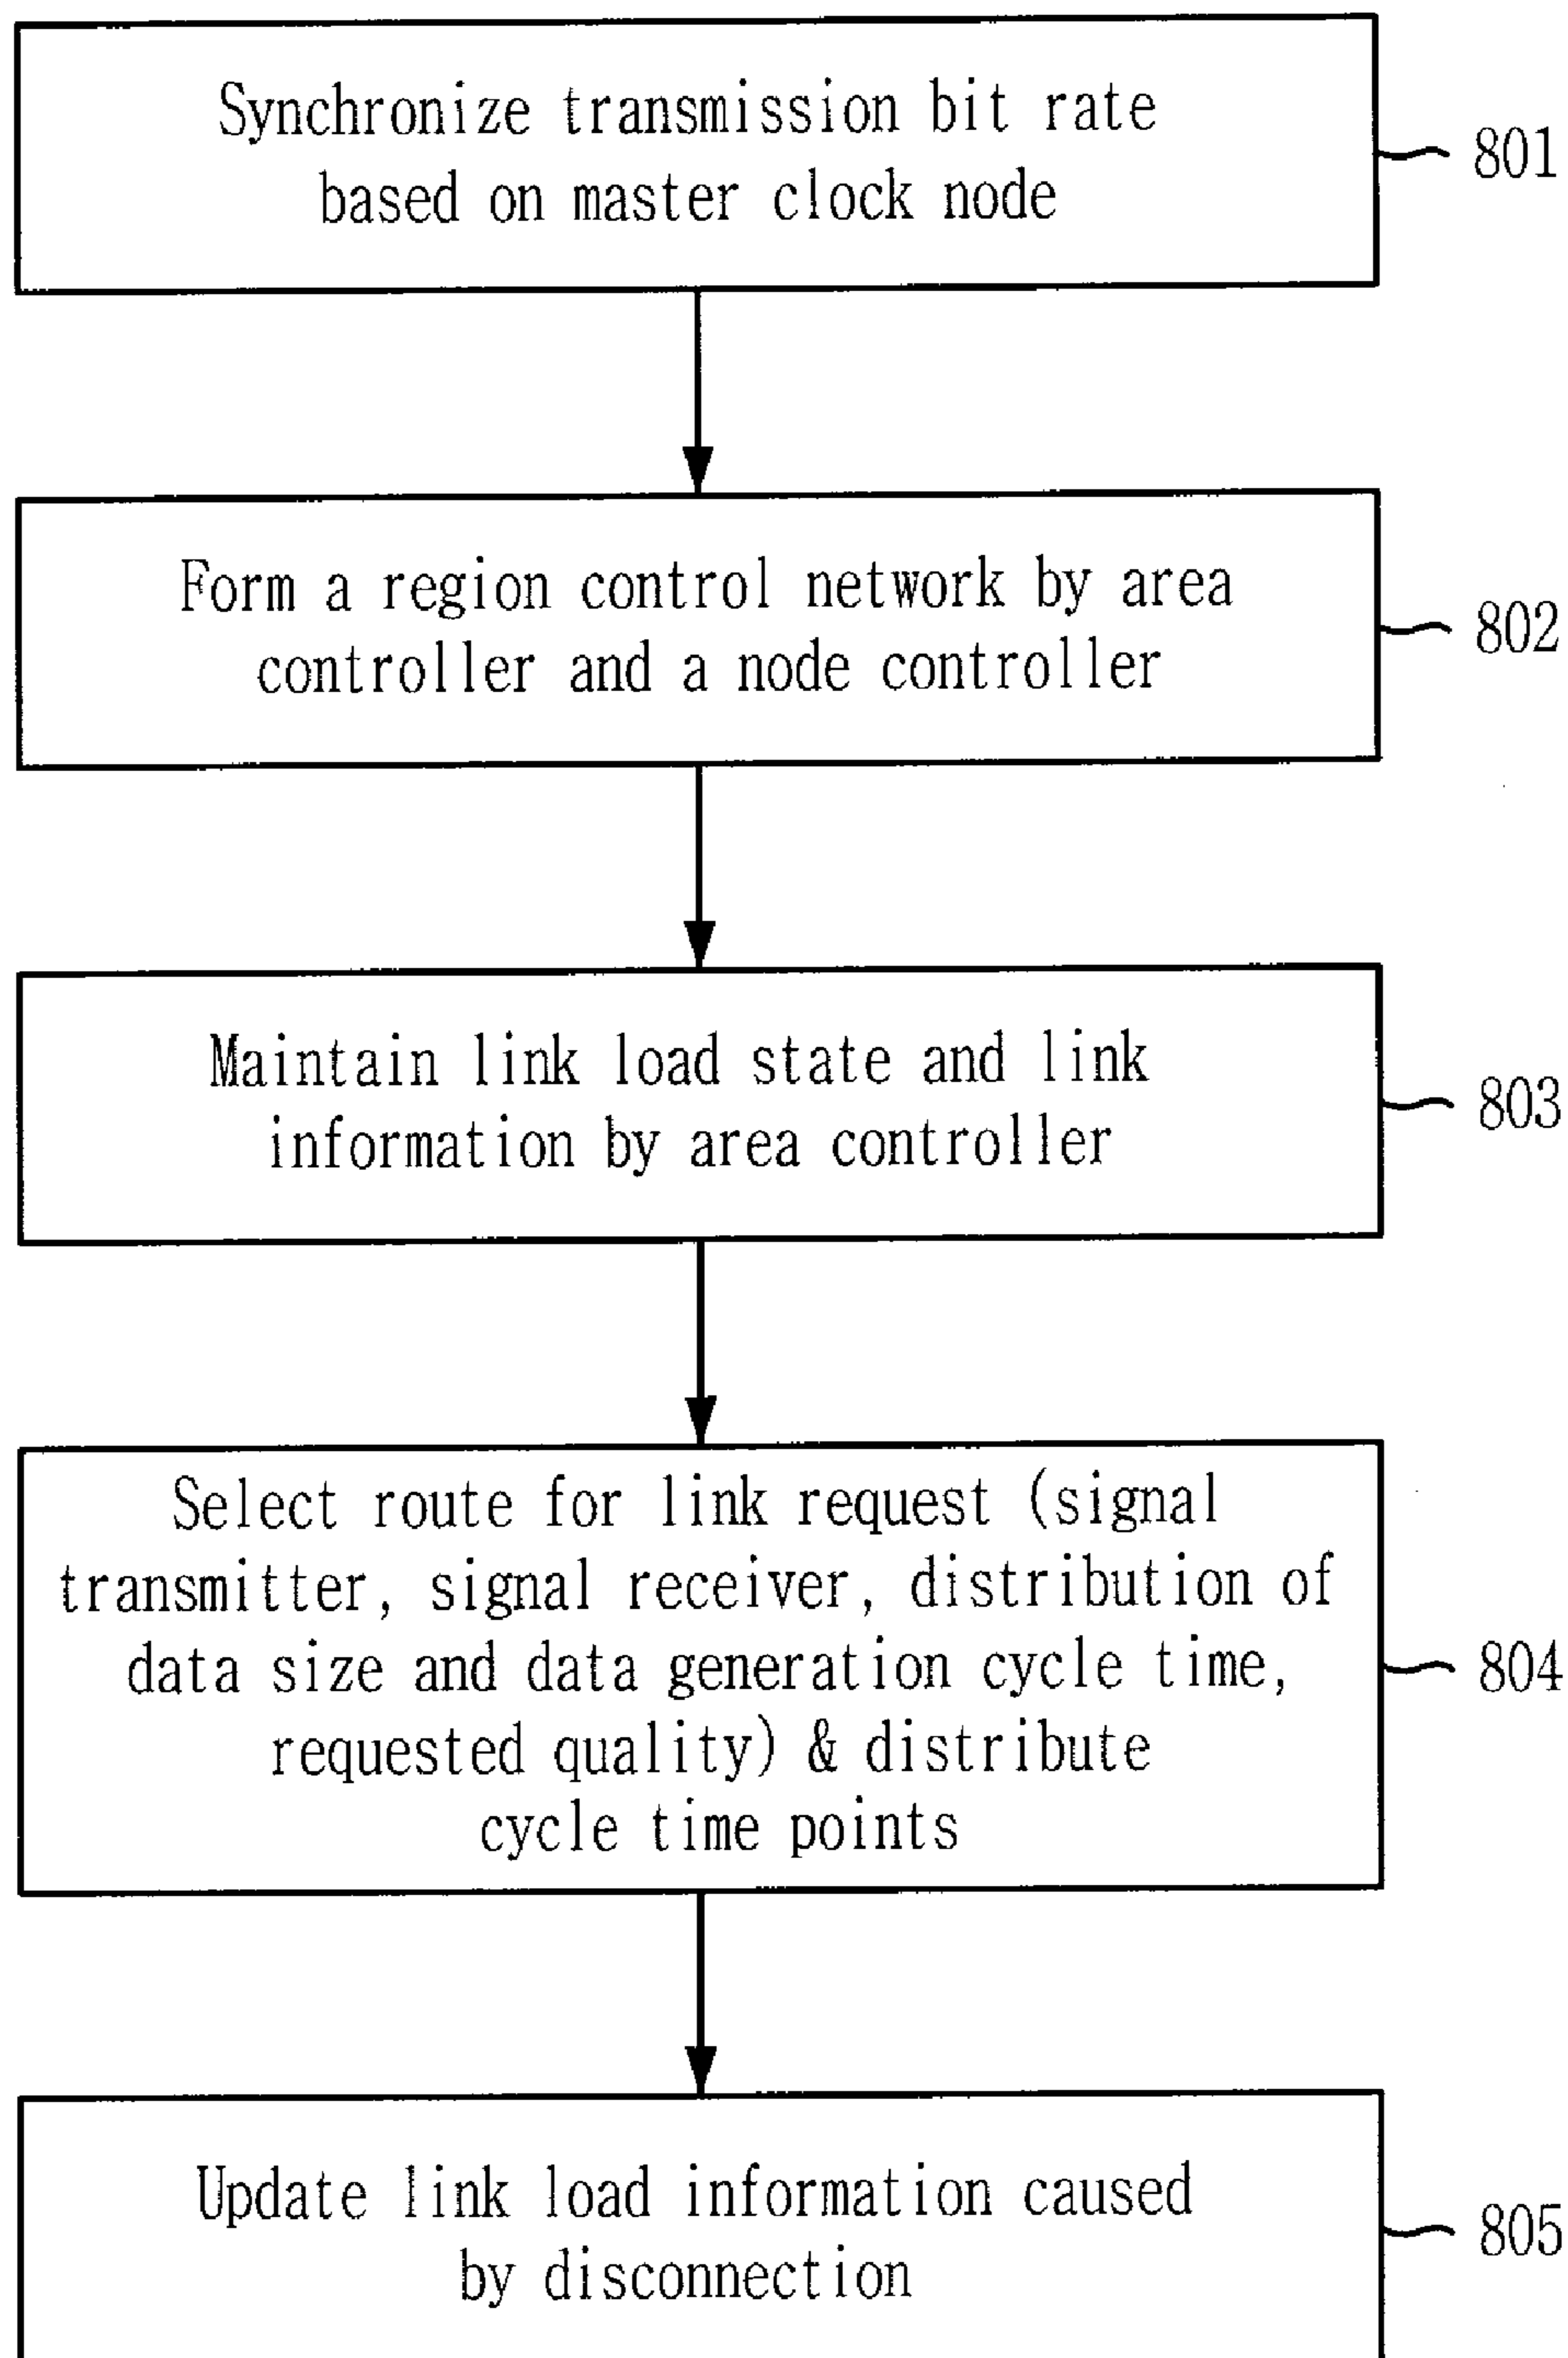 Synchronize transmission bit rate
based on master clock node
801
Form a region control network by area
controller and a node controller
802
Maintain link load state and link
information by area controller
803
Select route for link request (signal
transmitter, signal receiver, distribution of
data size and data generation cycle time,
requested quality) & distribute
cycle time points
804
Update link load information caused
by disconnection
805